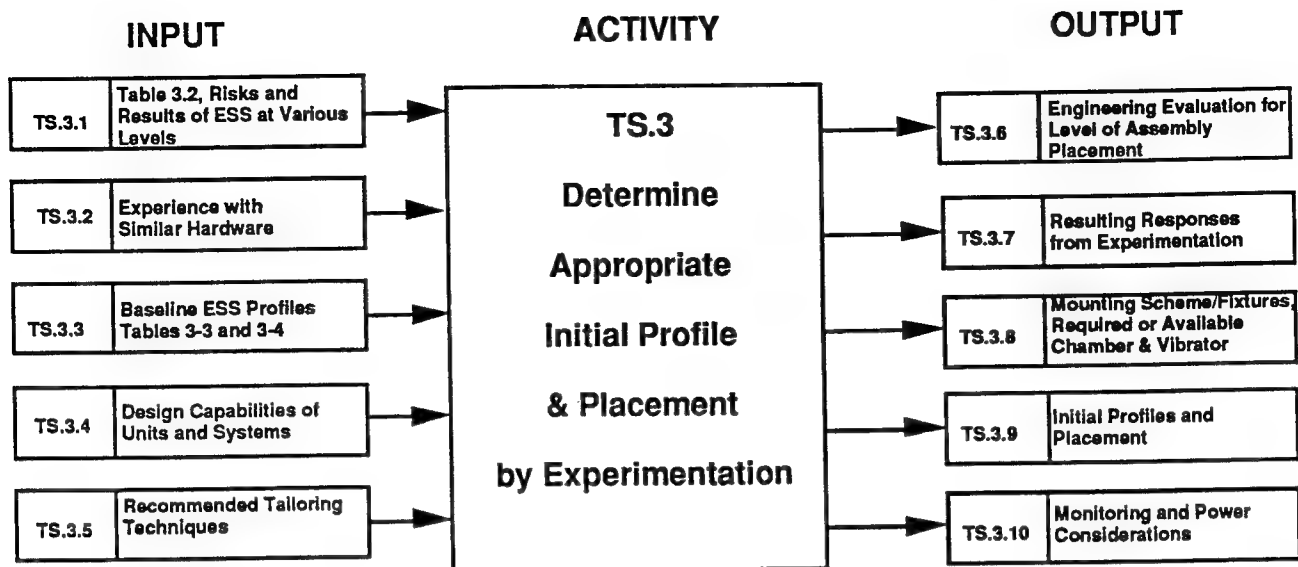 INPUT
ACTIVITY
OUTPUT
TS.3.1
Table 3.2, Risks and
Results of ESS at Various
Levels
TS.3.2
Experience with
Similar Hardware
TS.3.3
Baseline ESS Profiles
Tables 3-3 and 3-4
TS.3.4
Design Capabilities of
Units and Systems
TS.3.5
Recommended Tailoring
Techniques
TS.3
Determine
Appropriate
Initial Profile
& Placement
by Experimentation
TS.3.6
Engineering Evaluation for
Level of Assembly
Placement
TS.3.7
Resulting Responses
from Experimentation
TS.3.8
Mounting Scheme/Fixtures,
Required or Available
Chamber & Vibrator
TS.3.9
Initial Profiles and
Placement
TS.3.10
Monitoring and Power
Considerations